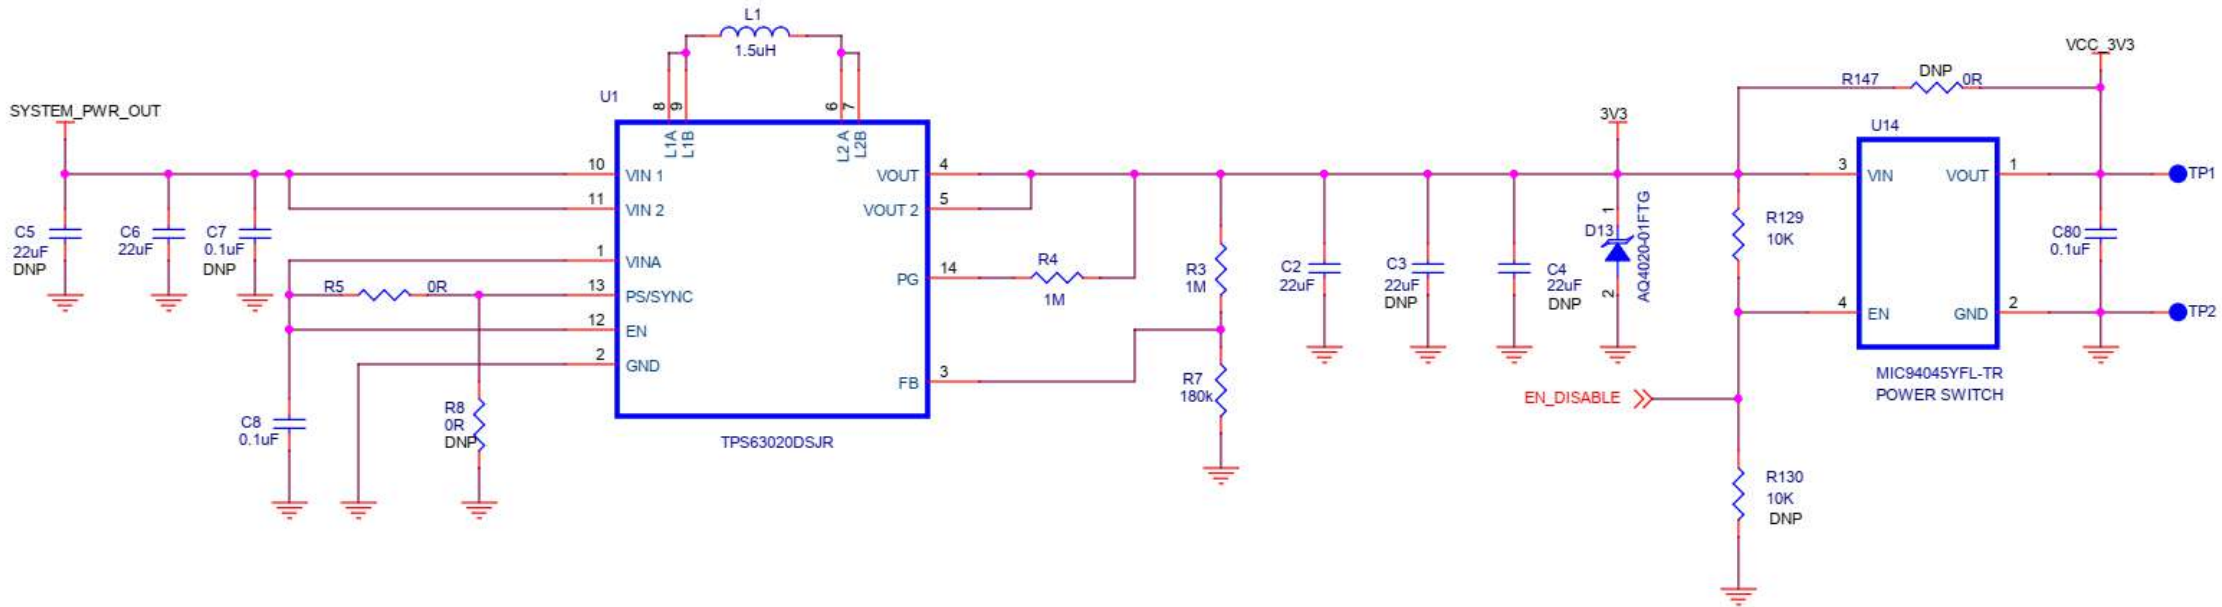 L1
1.5uH
VCC_3V3
DNP
R147
0R
U1
SYSTEM_PWR_OUT
8
9
6
7
3V3
U14
L1A
L1B
L2 A
L2B
10
VIN 1
VOUT
4
3
VIN
VOUT
1
TP1
11
VIN 2
VOUT 2
5
C5
22uF
DNP
C6
22uF
C7
0.1uF
DNP
1
D13
2
AQ4020-01FTG
R129
10K
C80
0.1uF
1
VINA
R5
0R
13
PS/SYNC
PG
14
R4
1M
R3
1M
C2
22uF
C3
22uF
DNP
C4
22uF
DNP
12
EN
4
EN
GND
2
TP2
2
GND
FB
3
R7
180k
MIC94045YFL-TR
POWER SWITCH
EN_DISABLE
C8
0.1uF
R8
0R
DNP
TPS63020DSJR
R130
10K
DNP